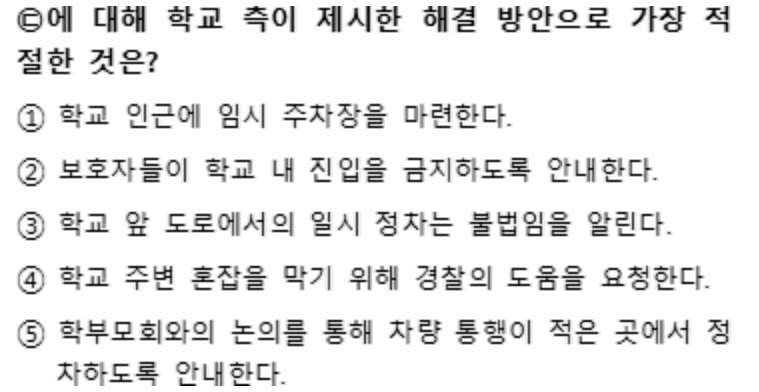 ㉢에 대해 학교 측이 제시한 해결 방안으로 가장 적
절한 것은?
① 학교 인근에 임시 주차장을 마련한다.
② 보호자들이 학교 내 진입을 금지하도록 안내한다.
③ 학교 앞 도로에서의 일시 정차는 불법임을 알린다.
④ 학교 주변 혼잡을 막기 위해 경찰의 도움을 요청한다.
⑤ 학부모회와의 논의를 통해 차량 통행이 적은 곳에서 정
차하도록 안내한다.